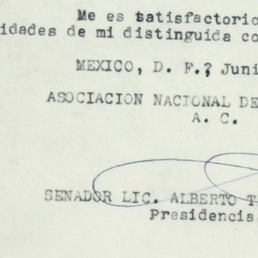 Me es satisfactorio
idades de mi distinguida co
MEXICO, D. F., Juni
ASOCIACION NACIONAL DE
A. C.
SENADOR LIC. ALBERTO T
Presidencia